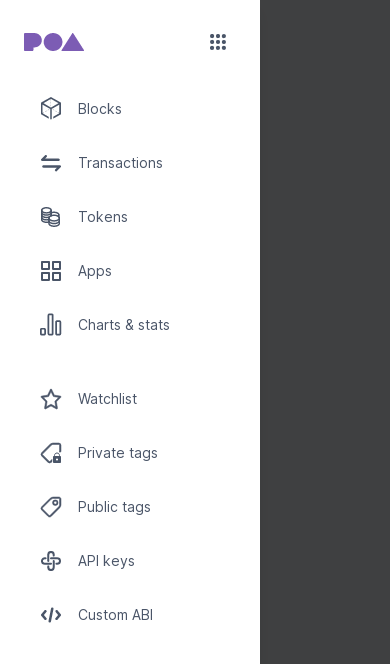 POA
Blocks
Transactions
Tokens
Apps
Charts & stats
Watchlist
Private tags
Public tags
API keys
Custom ABI